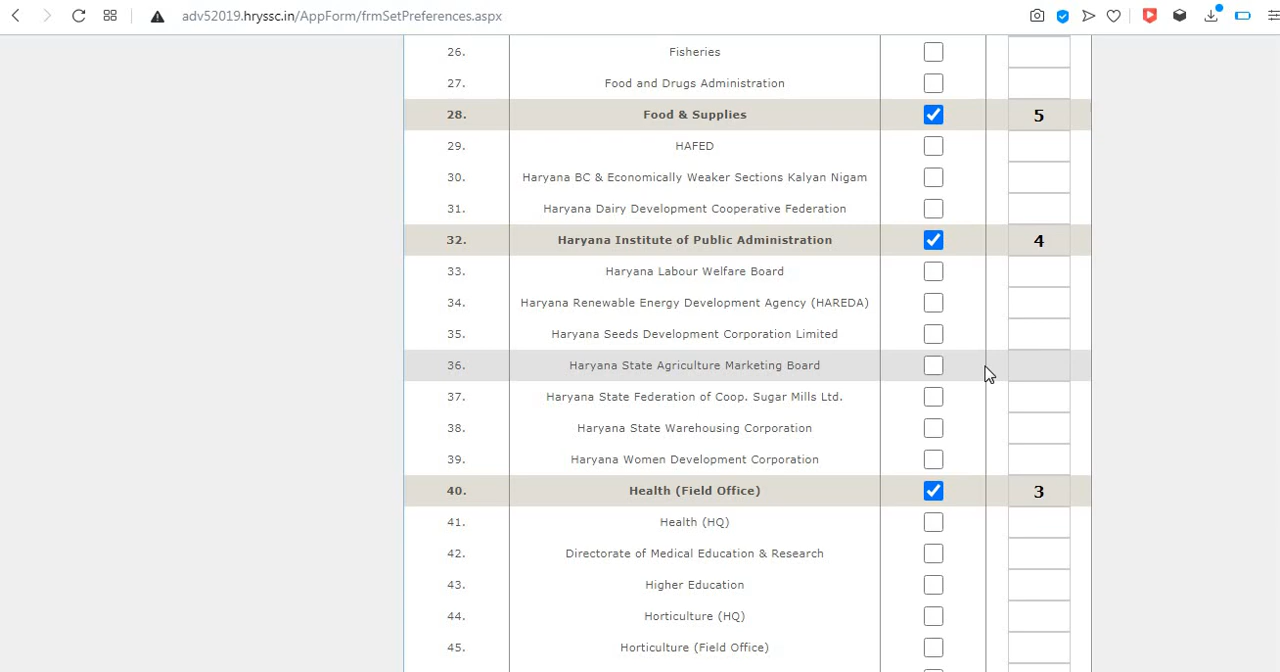 adv52019.hryssc.in/AppForm/frmSetPreferences.aspx
26. Fisheries
27. Food and Drugs Administration
28. Food & Supplies 5
29. HAFED
30. Haryana BC & Economically Weaker Sections Kalyan Nigam
31. Haryana Dairy Development Cooperative Federation
32. Haryana Institute of Public Administration 4
33. Haryana Labour Welfare Board
34. Haryana Renewable Energy Development Agency (HAREDA)
35. Haryana Seeds Development Corporation Limited
36. Haryana State Agriculture Marketing Board
37. Haryana State Federation of Coop. Sugar Mills Ltd.
38. Haryana State Warehousing Corporation
39. Haryana Women Development Corporation
40. Health (Field Office) 3
41. Health (HQ)
42. Directorate of Medical Education & Research
43. Higher Education
44. Horticulture (HQ)
45. Horticulture (Field Office)